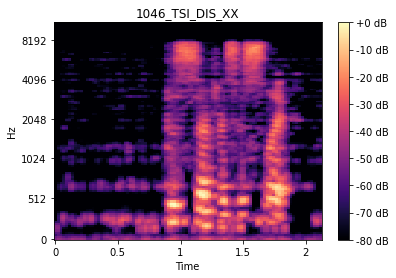 1046_TSI_DIS_XX
+0 dB
8192
-10 dB
4096
-20 dB
-30 dB
2048
Hz
-40 dB
1024
-50 dB
512
-60 dB
-70 dB
0
-80 dB
0
0.5
1
1.5
2
Time